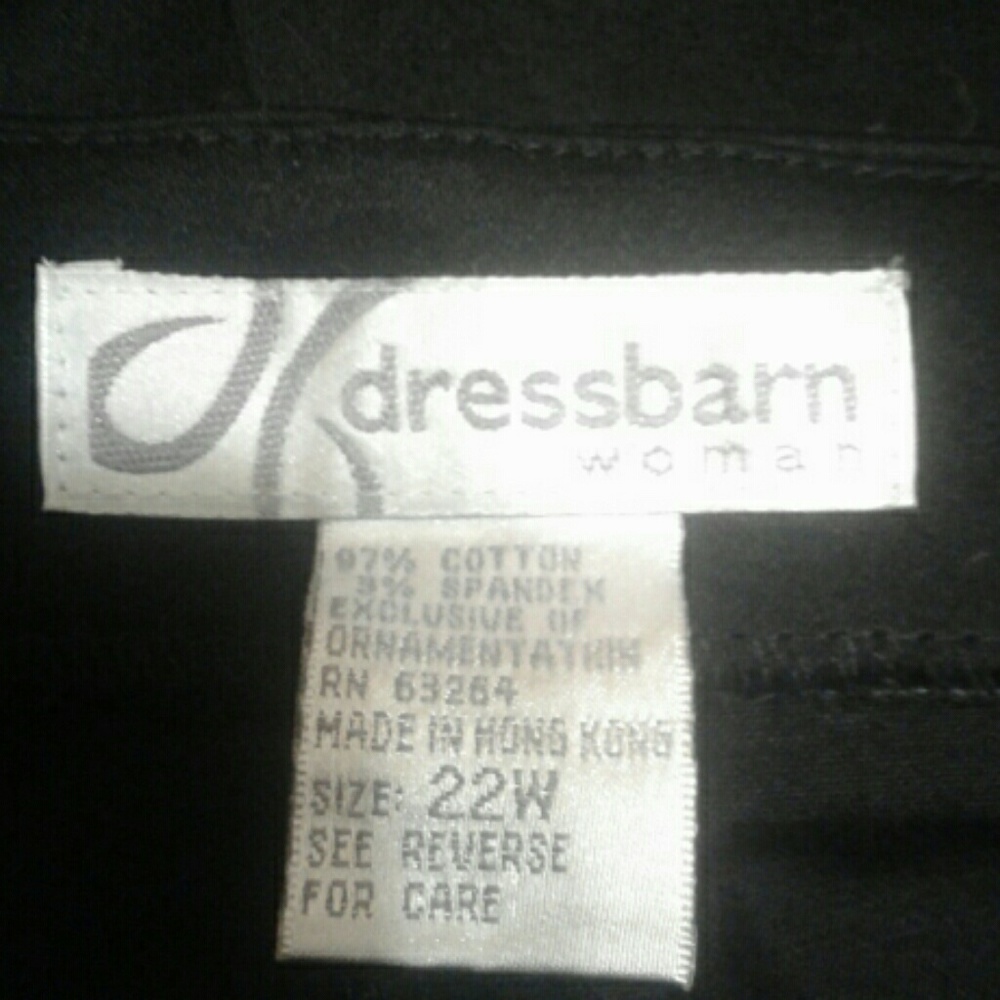 dressbarn
woman
97% COTTON
3% SPANDEX
EXCLUSIVE OF
ORNAMENTATION
RN 63264
MADE IN HONG KONG
SIZE: 22W
SEE REVERSE
FOR CARE